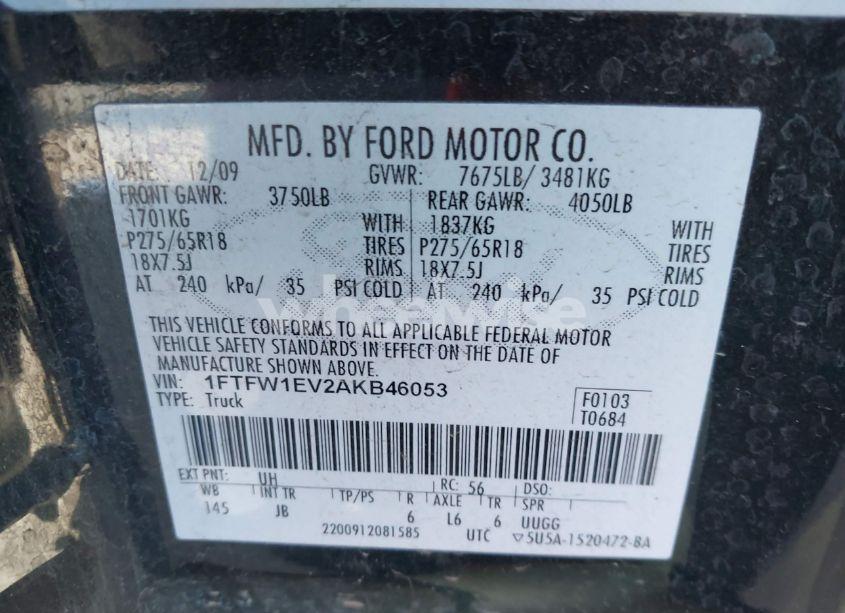 MFD. BY FORD MOTOR CO.
DATE: 12/09 GVWR: 7675LB/ 3481KG
FRONT GAWR: 3750LB REAR GAWR: 4050LB
1701KG WITH 1837KG WITH
P275/65R18 TIRES P275/65R18 TIRES
18X7.5J RIMS 18X7.5J RIMS
AT 240 kPa/ 35 PSI COLD AT 240 kPa/ 35 PSI COLD
wheewise
THIS VEHICLE CONFORMS TO ALL APPLICABLE FEDERAL MOTOR
VEHICLE SAFETY STANDARDS IN EFFECT ON THE DATE OF
MANUFACTURE SHOWN ABOVE.
VIN: 1FTFW1EV2AKB46053 F0103
TYPE: Truck T0684
EXT PNT: UH RC: 56 DSO:
WB INT TR TP/PS R AXLE TR SPR
145 JB 6 L6 6 UUGG
2200912081585 UTC ▽5U5A-1520472-BA